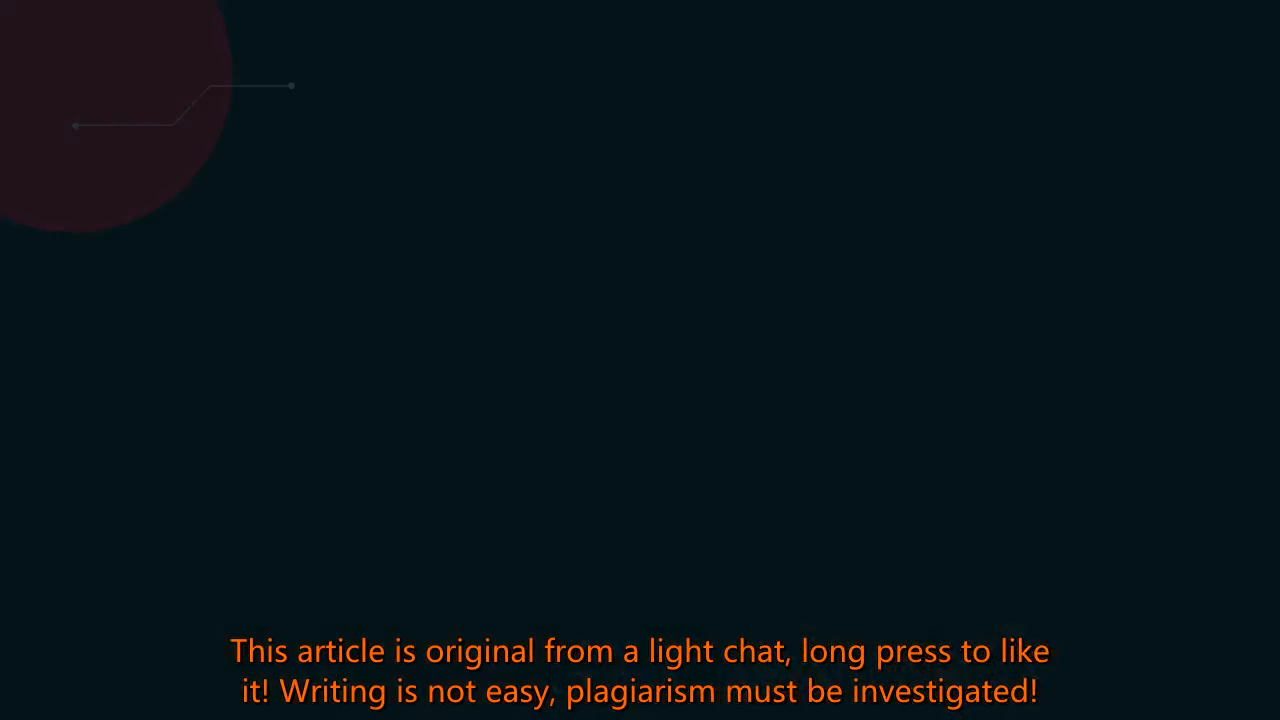 This article is original from a light chat, long press to like
it! Writing is not easy, plagiarism must be investigated!